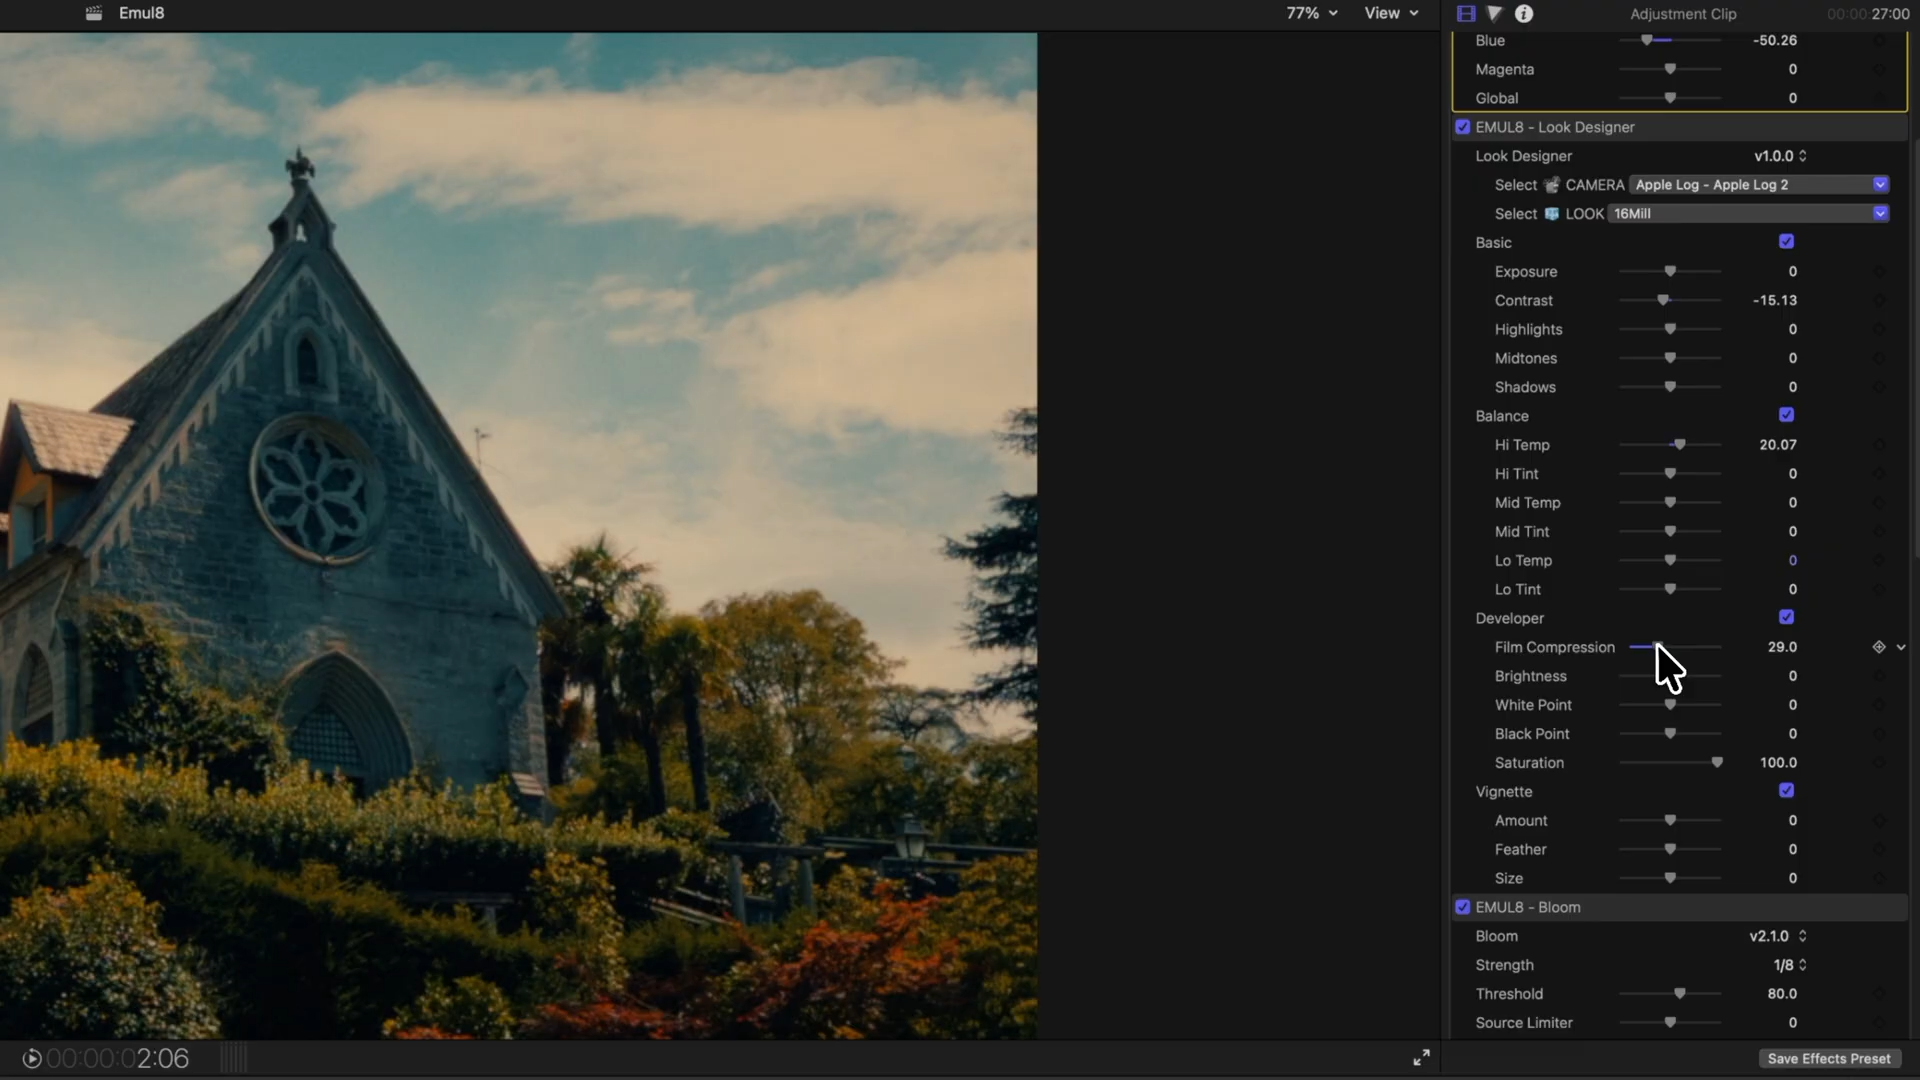 Emul8
77% View
Adjustment Clip 00:00:27:00
Blue -50.26
Magenta 0
Global 0
EMUL8 - Look Designer
Look Designer v1.0.0
Select CAMERA Apple Log - Apple Log 2
Select LOOK 16Mill
Basic
Exposure 0
Contrast -15.13
Highlights 0
Midtones 0
Shadows 0
Balance
Hi Temp 20.07
Hi Tint 0
Mid Temp 0
Mid Tint 0
Lo Temp 0
Lo Tint 0
Developer
Film Compression 29.0
Brightness 0
White Point 0
Black Point 0
Saturation 100.0
Vignette
Amount 0
Feather 0
Size 0
EMUL8 - Bloom
Bloom v2.1.0
Strength 1/8
Threshold 80.0
Source Limiter 0
00:00:02:06
Save Effects Preset